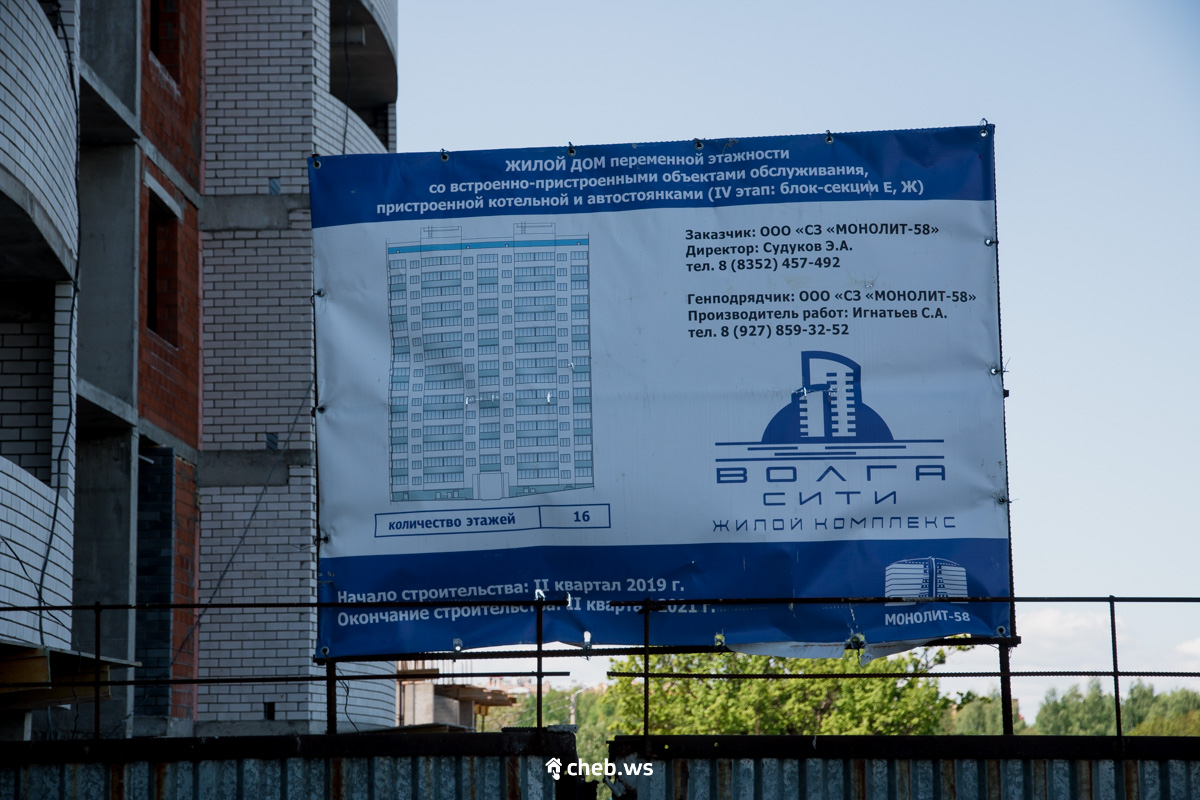 ЖИЛОЙ ДОМ переменной этажности
со встроенно-пристроенными объектами обслуживания,
пристроенной котельной и автостоянками (IV этап: блок-секции Е, Ж)
Заказчик: ООО «СЗ «МОНОЛИТ-58»
Директор: Судуков Э.А.
тел. 8 (8352) 457-492
Генподрядчик: ООО «СЗ «МОНОЛИТ-58»
Производитель работ: Игнатьев С.А.
тел. 8 (927) 859-32-52
ВОЛГА
СИТИ
ЖИЛОЙ КОМПЛЕКС
количество этажей 16
Начало строительства: II квартал 2019 г.
Окончание строительства: II квартал 2021 г.
МОНОЛИТ-58
cheb.ws